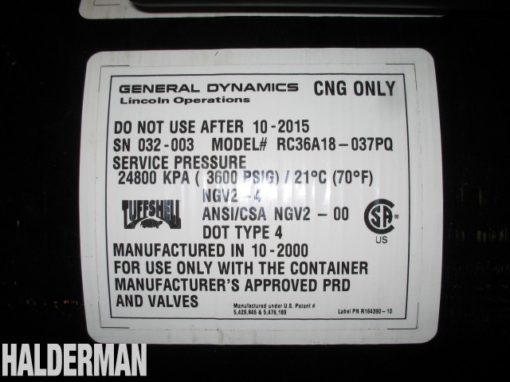 GENERAL DYNAMICS CNG ONLY
Lincoln Operations
DO NOT USE AFTER 10-2015
SN 032-003 MODEL# RC36A18-037PQ
SERVICE PRESSURE
24800 KPA ( 3600 PSIG) / 21°C (70°F)
NGV2-4
TUFFSHELL ANSI/CSA NGV2-00
DOT TYPE 4
SA
US
MANUFACTURED IN 10-2000
FOR USE ONLY WITH THE CONTAINER
MANUFACTURER'S APPROVED PRD
AND VALVES
Manufactured under U.S. Patent #
HALDERMAN